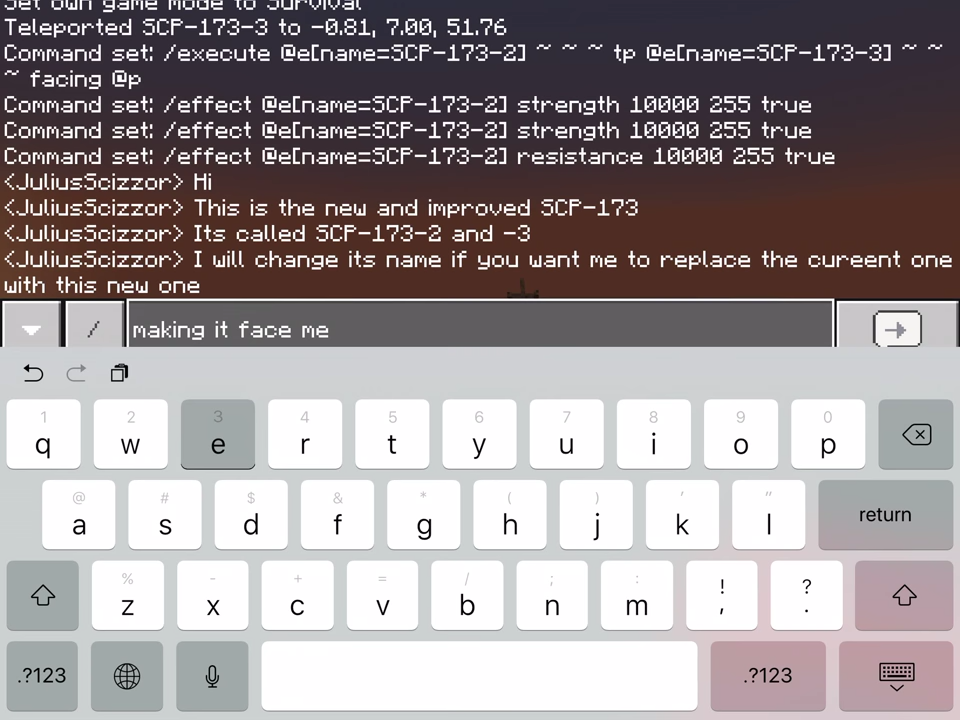 Set own game mode to Survival
Teleported SCP-173-3 to -0.81, 7.00, 51.76
Command set: /execute @e[name=SCP-173-2] ~ ~ ~ tp @e[name=SCP-173-3] ~ ~
~ facing @p
Command set: /effect @e[name=SCP-173-2] strength 10000 255 true
Command set: /effect @e[name=SCP-173-2] strength 10000 255 true
Command set: /effect @e[name=SCP-173-2] resistance 10000 255 true
<JuliusScizzor> Hi
<JuliusScizzor> This is the new and improved SCP-173
<JuliusScizzor> Its called SCP-173-2 and -3
<JuliusScizzor> I will change its name if you want me to replace the cureent one
with this new one
/ making it face me
1 2 3 4 5 6 7 8 9 0
q w e r t y u i o p
@ # $ & * ( ) ' "
a s d f g h j k l return
% - + = / ; : ! ?
z x c v b n m , .
.?123 .?123